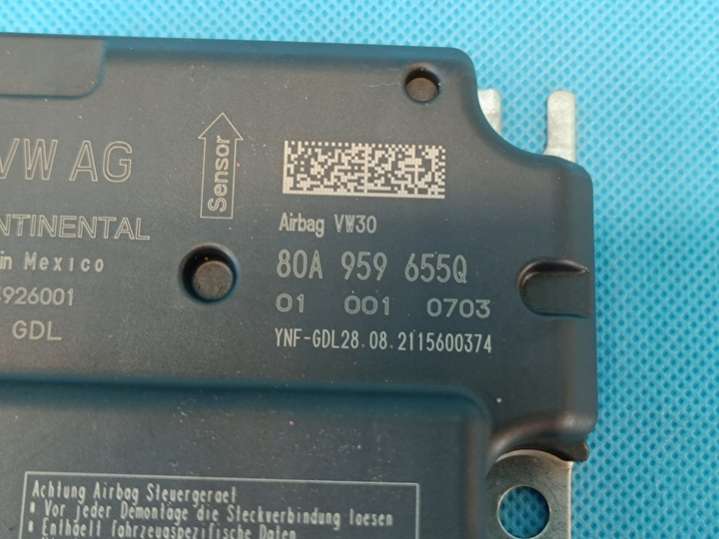 VW AG
Sensor
Airbag VW30
CONTINENTAL
80A 959 655Q
in Mexico
01 001 0703
926001
YNF-GDL28.08.2115600374
GDL
Achtung Airbag Steuergeraet
* Vor jeder Demontage die Steckverbindung loesen
* Enthaelt fahrzeugspezifische Daten